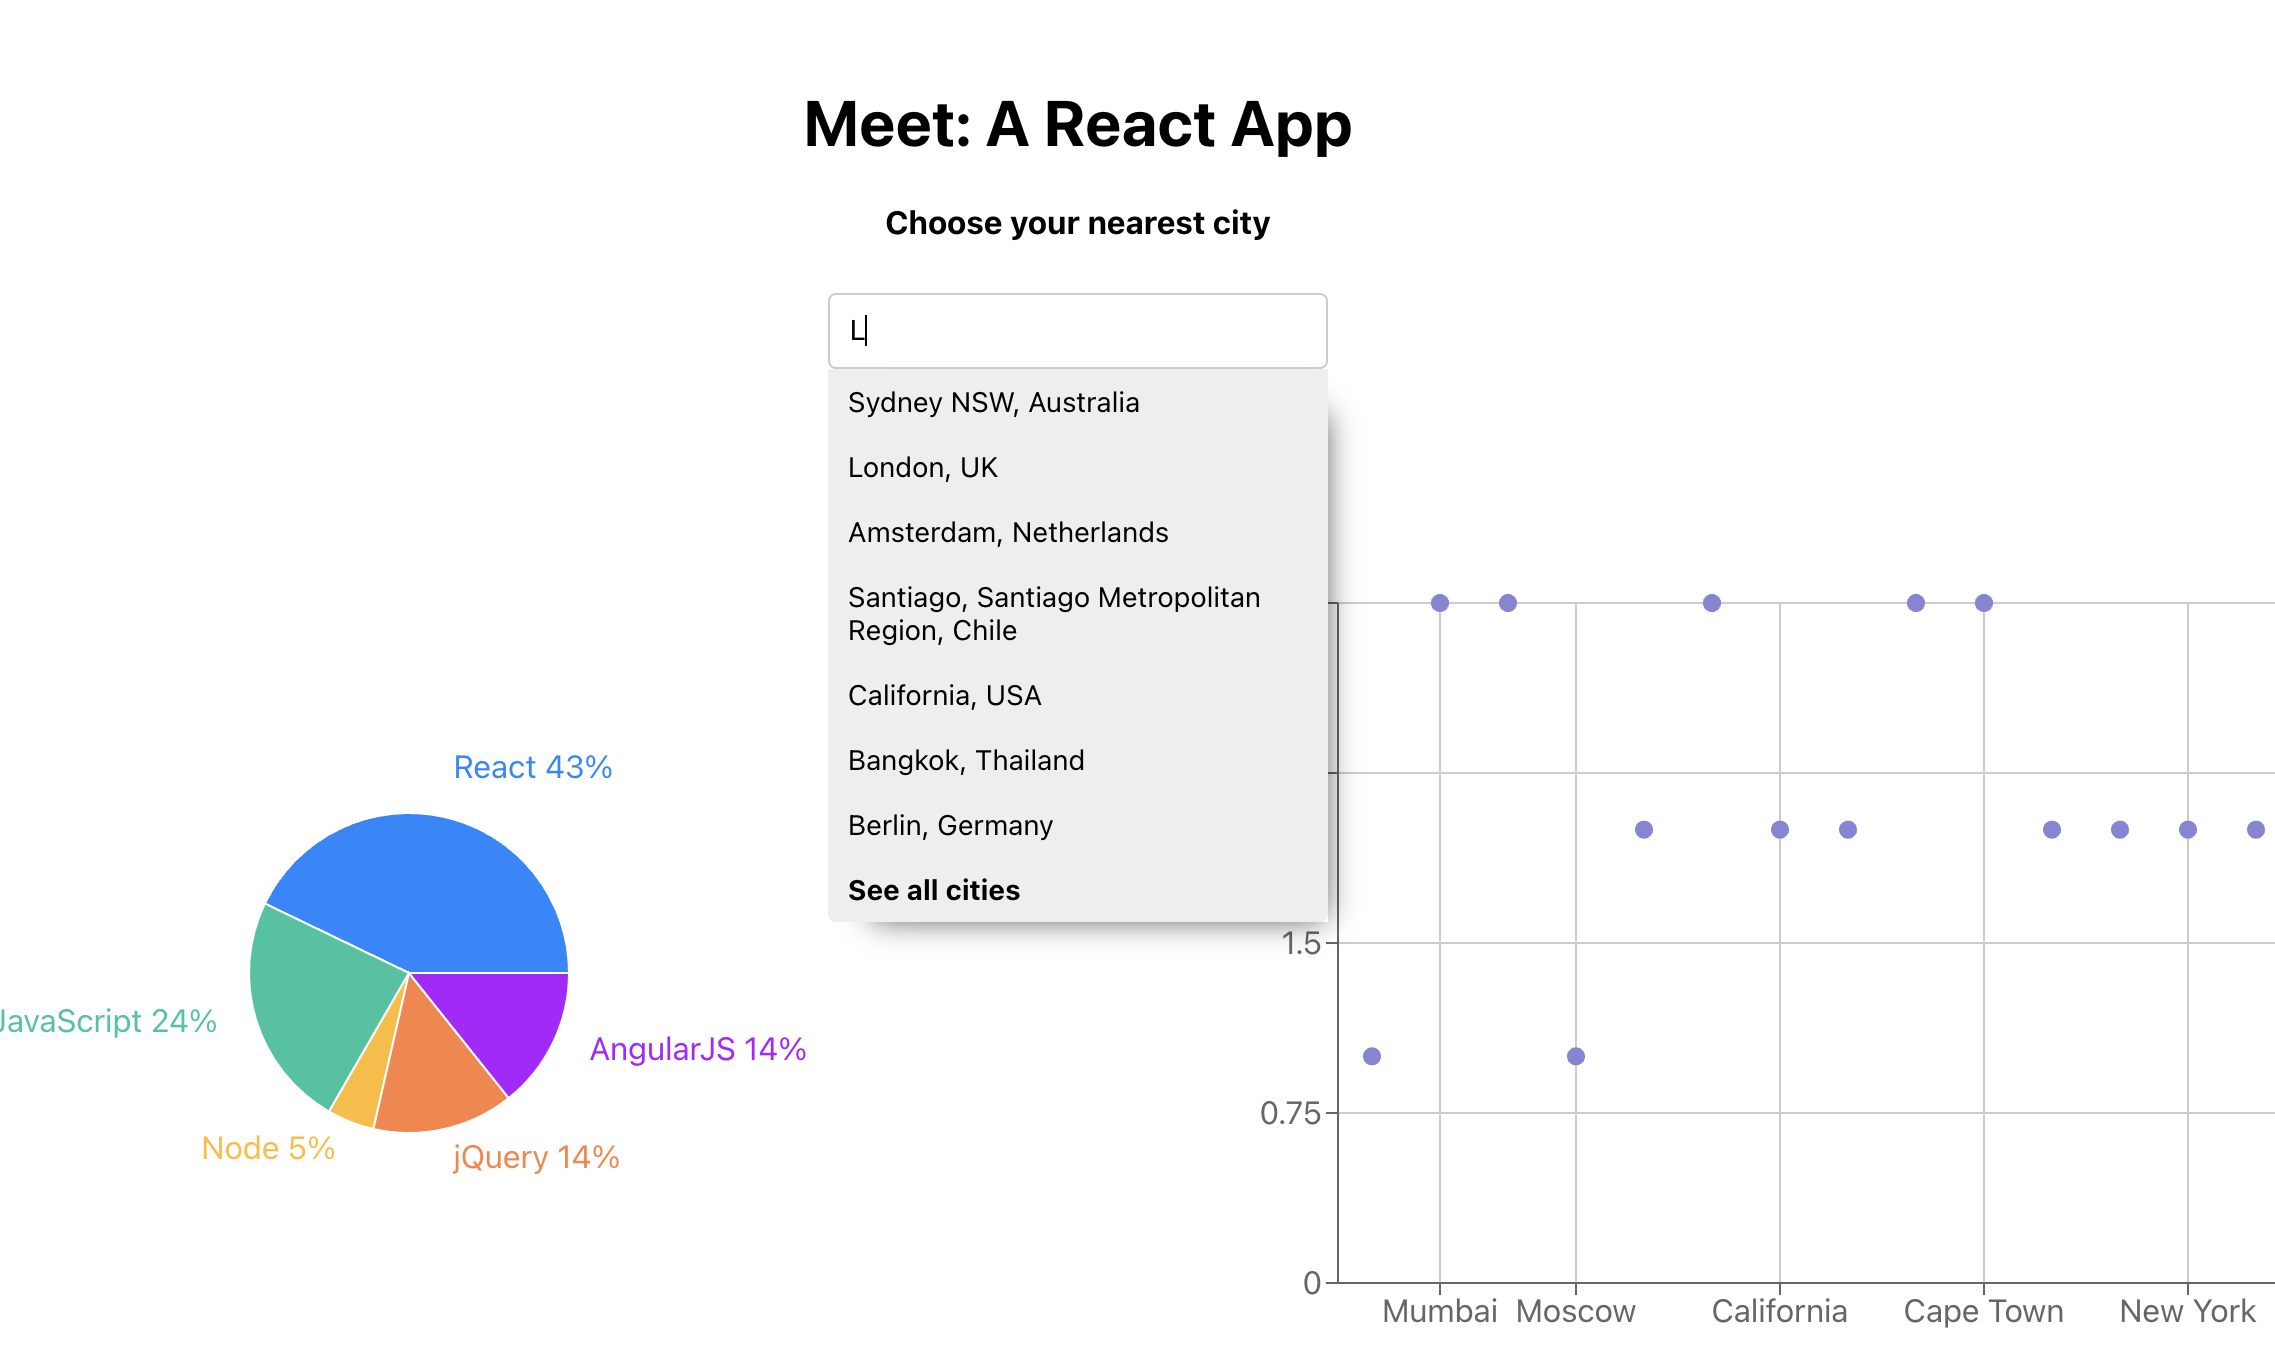 Meet: A React App
Choose your nearest city
L
Sydney NSW, Australia
London, UK
Amsterdam, Netherlands
Santiago, Santiago Metropolitan
Region, Chile
California, USA
Bangkok, Thailand
Berlin, Germany
See all cities
React 43%
JavaScript 24%
AngularJS 14%
Node 5%
jQuery 14%
1.5
0.75
0
Mumbai
Moscow
California
Cape Town
New York